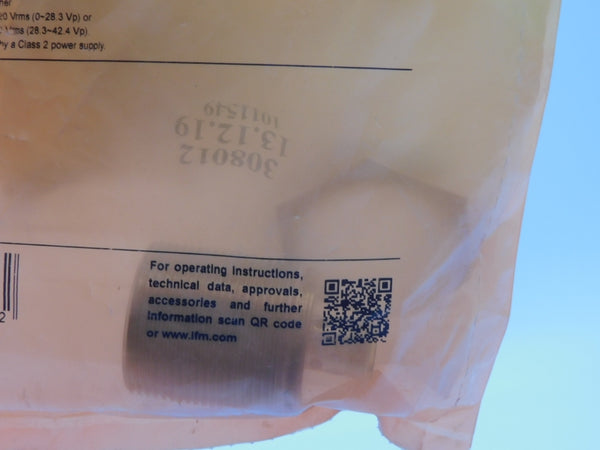 20 Vrms (0~28.3 Vp) or
Vrms (28.3~42.4 Vp)
by a Class 2 power supply.
308012
13.12.19
1011549
For operating instructions,
technical data, approvals,
accessories and further
information scan QR code
or www.ifm.com
2